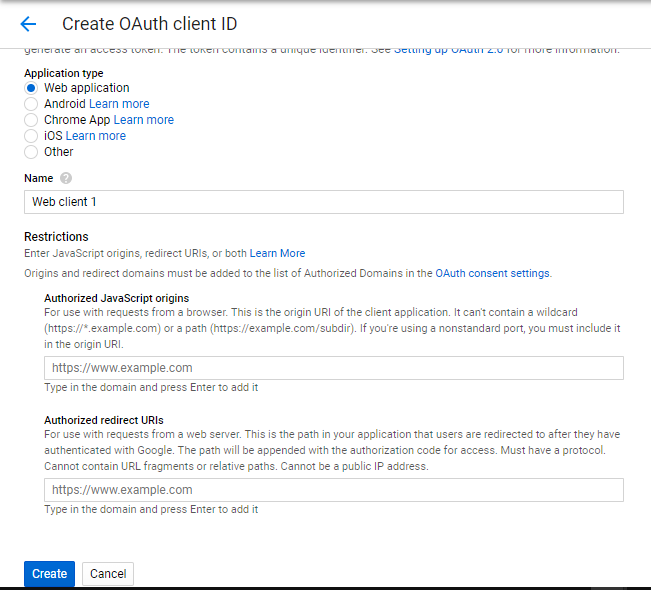 Create OAuth client ID
generate an access token. The token contains a unique identifier. See Setting up OAuth 2.0 for more information.
Application type
Web application
Android Learn more
Chrome App Learn more
iOS Learn more
Other
Name ?
Web client 1
Restrictions
Enter JavaScript origins, redirect URIs, or both Learn More
Origins and redirect domains must be added to the list of Authorized Domains in the OAuth consent settings.
Authorized JavaScript origins
For use with requests from a browser. This is the origin URI of the client application. It can't contain a wildcard
(https://*.example.com) or a path (https://example.com/subdir). If you're using a nonstandard port, you must include it
in the origin URI.
https://www.example.com
Type in the domain and press Enter to add it
Authorized redirect URIs
For use with requests from a web server. This is the path in your application that users are redirected to after they have
authenticated with Google. The path will be appended with the authorization code for access. Must have a protocol.
Cannot contain URL fragments or relative paths. Cannot be a public IP address.
https://www.example.com
Type in the domain and press Enter to add it
Create Cancel